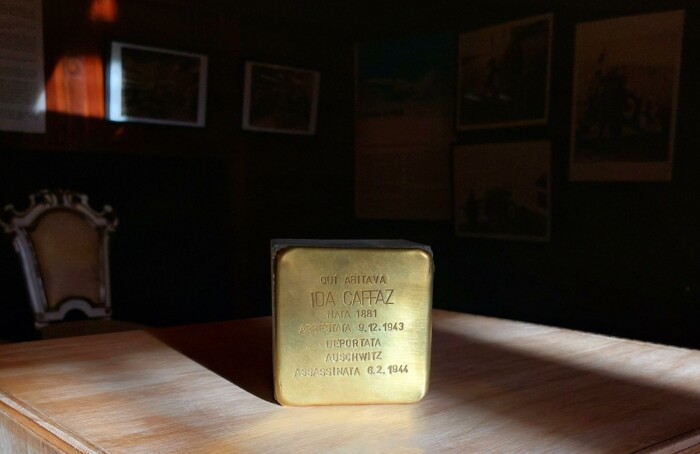 QUI ABITAVA
IDA CAFFAZ
NATA 1881
ARRESTATA 9.12.1943
DEPORTATA
AUSCHWITZ
ASSASSINATA 6.2.1944